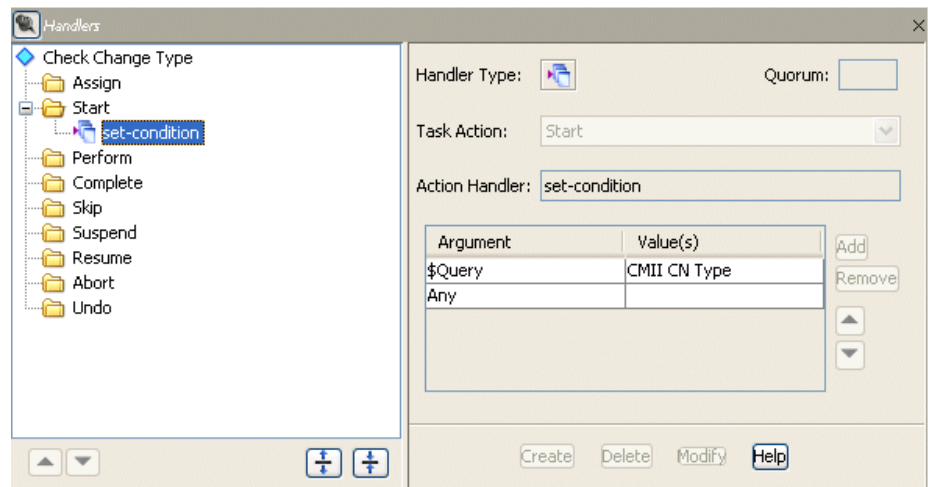 Handlers
Check Change Type
Assign
Start
set-condition
Perform
Complete
Skip
Suspend
Resume
Abort
Undo
Handler Type:
Quorum:
Task Action:
Start
Action Handler:
set-condition
Argument
Value(s)
$Query
CMII CN Type
Any
Add
Remove
Create
Delete
Modify
Help